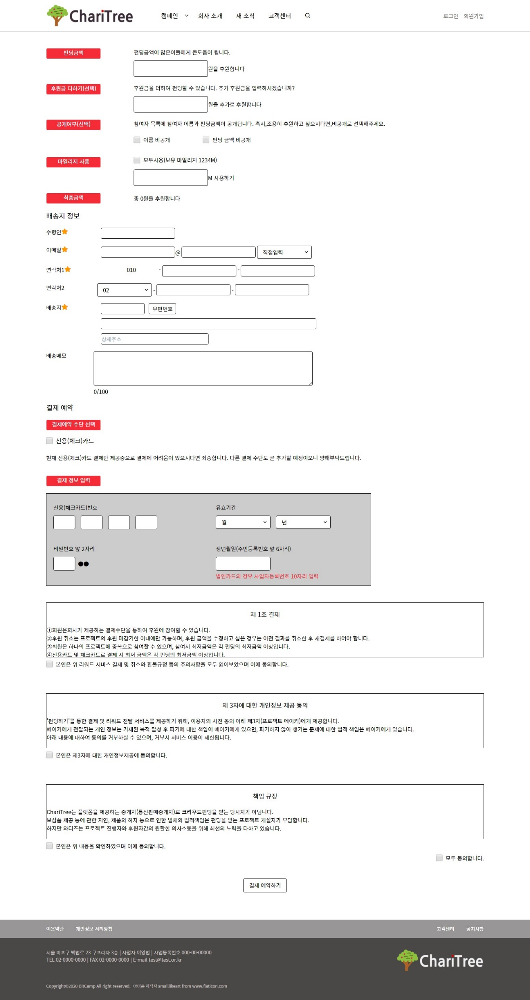 ChariTree 캠페인 회사 소개 새 소식 고객센터 로그인 회원가입
펀딩금액 펀딩금액이 많은이들에게 큰도움이 됩니다.
원을 후원합니다
후원금 더하기(선택) 후원금을 더하여 펀딩할 수 있습니다. 추가 후원금을 입력하시겠습니까?
원을 추가로 후원합니다
공개여부(선택) 참여자 목록에 참여자 이름과 펀딩금액이 공개됩니다. 혹시,조용히 후원하고 싶으시다면,비공개로 선택해주세요.
이름 비공개 펀딩 금액 비공개
마일리지 사용 모두사용(보유 마일리지 1234M)
M 사용하기
최종금액 총 0원을 후원합니다
배송지 정보
수령인
이메일 @ 직접입력
연락처1 010 - -
연락처2 02 - -
배송지 우편번호
상세주소
배송메모
0/100
결제 예약
결제예약 수단 선택
신용(체크)카드
현재 신용(체크)카드 결제만 제공중으로 결제에 어려움이 있으시다면 죄송합니다. 다른 결제 수단도 곧 추가할 예정이오니 양해부탁드립니다.
결제 정보 입력
신용(체크카드)번호 유효기간
월 년
비밀번호 앞 2자리 생년월일(주민등록번호 앞 6자리)
●●
법인카드의 경우 사업자등록번호 10자리 입력
제 1조 결제
①회원은회사가 제공하는 결제수단을 통하여 후원에 참여할 수 있습니다.
②후원 취소는 프로젝트의 후원 마감기한 이내에만 가능하며, 후원 금액을 수정하고 싶은 경우는 이전 결과를 취소한 후 재결제를 하여야 합니다.
③회원은 하나의 프로젝트에 중복으로 참여할 수 있으며, 참여시 최저금액은 각 펀딩의 최저금액 이상입니다.
④신용카드 및 체크카드로 결제 시 최저 금액은 각 펀딩의 최저금액 이상입니다.
본인은 위 리워드 서비스 결제 및 취소와 환불규정 등의 주의사항을 모두 읽어보았으며 이에 동의합니다.
제 3자에 대한 개인정보 제공 동의
'펀딩하기'를 통한 결제 및 리워드 전달 서비스를 제공하기 위해, 이용자의 사전 동의 아래 제3자(프로젝트 메이커)에게 제공합니다.
메이커에게 전달되는 개인 정보는 기재된 목적 달성 후 파기에 대한 책임이 메이커에게 있으면, 파기하지 않아 생기는 문제에 대한 법적 책임은 메이커에게 있습니다.
아래 내용에 대하여 동의를 거부하실 수 있으며, 거부시 서비스 이용이 제한됩니다.
본인은 제3자에 대한 개인정보제공에 동의합니다.
책임 규정
ChariTree는 플랫폼을 제공하는 중개자(통신판매중개자)로 크라우드펀딩을 받는 당사자가 아님니다.
보삼품 제공 등에 관한 지연, 제품의 하자 등으로 인한 일체의 법적책임은 펀딩을 받는 프로젝트 개설자가 부담합니다.
하지만 와디즈는 프로젝트 진행자와 후원자간의 원할한 의사소통을 위해 최선의 노력을 다하고 있습니다.
본인은 위 내용을 확인하였으며 이에 동의합니다.
모두 동의합니다.
결제 예약하기
이용약관 개인정보 처리방침 고객센터 공지사항
서울 마포구 백범로 23 구프라자 3층 | 사업자 이영범 | 사업등록번호 000-00-00000
TEL 02-0000-0000 | FAX 02-0000-0000 | E-mail test@test.or.kr
ChariTree
Copyright©2020 BitCamp All right reserved. 아이콘 제작자 smalllikeart from www.flaticon.com